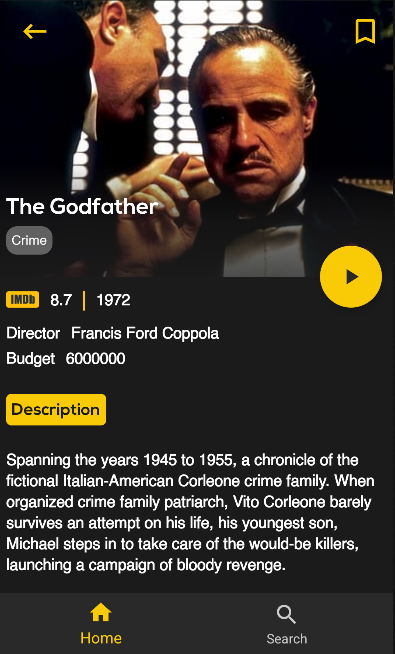 The Godfather
Crime
IMDb 8.7 | 1972
Director Francis Ford Coppola
Budget 6000000
Description
Spanning the years 1945 to 1955, a chronicle of the
fictional Italian-American Corleone crime family. When
organized crime family patriarch, Vito Corleone barely
survives an attempt on his life, his youngest son,
Michael steps in to take care of the would-be killers,
launching a campaign of bloody revenge.
Home Search